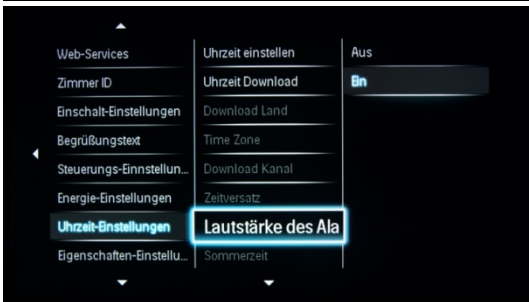 Web-Services
Zimmer ID
Einschalt-Einstellungen
Begrüßungstext
Steuerungs-Einnstellun...
Energie-Einstellungen
Uhrzeit-Einstellungen
Eigenschaften-Einstellu...
Uhrzeit einstellen
Uhrzeit Download
Download Land
Time Zone
Download Kanal
Zeitversatz
Lautstärke des Ala
Sommerzeit
Aus
Ein